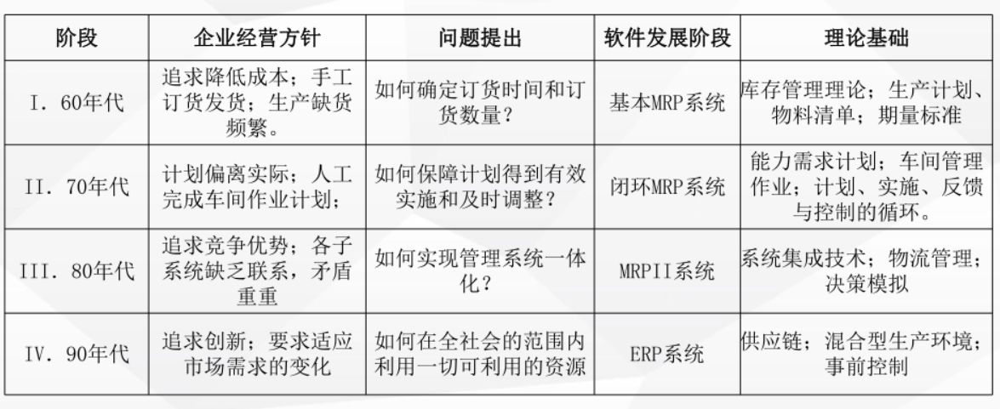 阶段
企业经营方针
问题提出
软件发展阶段
理论基础
I. 60年代
追求降低成本；手工
订货发货；生产缺货
频繁。
如何确定订货时间和订
货数量？
基本MRP系统
库存管理理论；生产计划、
物料清单；期量标准
II. 70年代
计划偏离实际；人工
完成车间作业计划；
如何保障计划得到有效
实施和及时调整？
闭环MRP系统
能力需求计划；车间管理
作业；计划、实施、反馈
与控制的循环。
III. 80年代
追求竞争优势；各子
系统缺乏联系，矛盾
重重
如何实现管理系统一体
化？
MRPII系统
系统集成技术；物流管理；
决策模拟
IV. 90年代
追求创新；要求适应
市场需求的变化
如何在全社会的范围内
利用一切可利用的资源
ERP系统
供应链；混合型生产环境；
事前控制